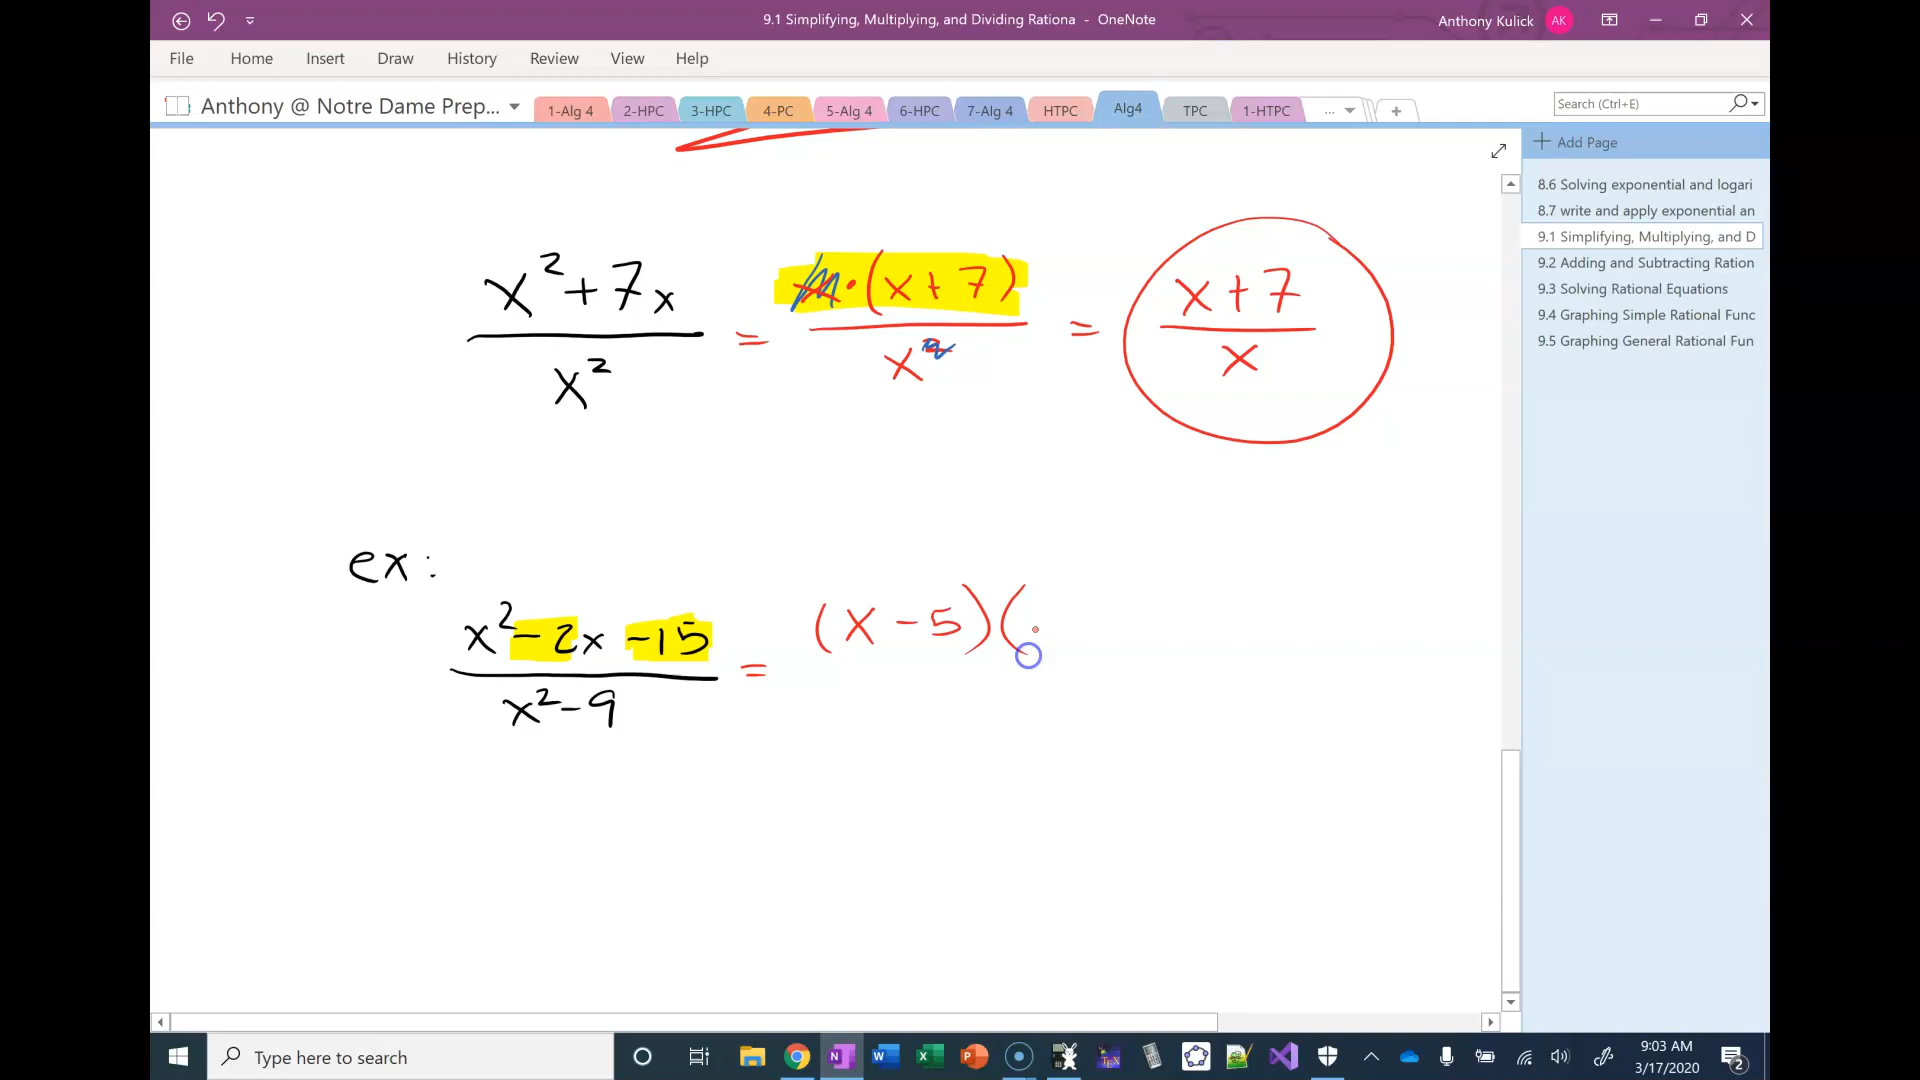 9.1 Simplifying, Multiplying, and Dividing Rationa - OneNote
Anthony Kulick AK
File Home Insert Draw History Review View Help
Anthony @ Notre Dame Prep... 1-Alg 4 2-HPC 3-HPC 4-PC 5-Alg 4 6-HPC 7-Alg 4 HTPC Alg4 TPC 1-HTPC ...
Search (Ctrl+E)
Add Page
8.6 Solving exponential and logari
8.7 write and apply exponential an
9.1 Simplifying, Multiplying, and D
9.2 Adding and Subtracting Ration
9.3 Solving Rational Equations
9.4 Graphing Simple Rational Func
9.5 Graphing General Rational Fun
x² + 7x = x · (x + 7) = x + 7
x² x² x
ex:
x² - 2x - 15 = (x - 5)(
x² - 9
Type here to search
9:03 AM
3/17/2020
2